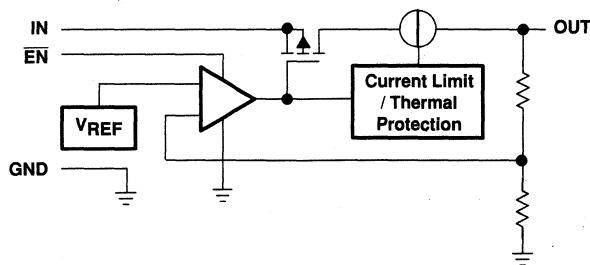 IN
OUT
EN
Current Limit
/ Thermal
Protection
VREF
GND